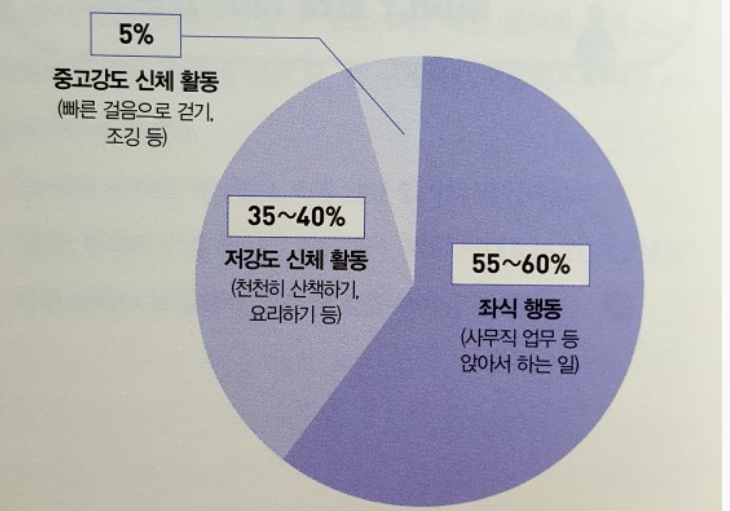 5%
중고강도 신체 활동
(빠른 걸음으로 걷기,
조깅 등)
35~40%
저강도 신체 활동
(천천히 산책하기,
요리하기 등)
55~60%
좌식 행동
(사무직 업무 등
앉아서 하는 일)